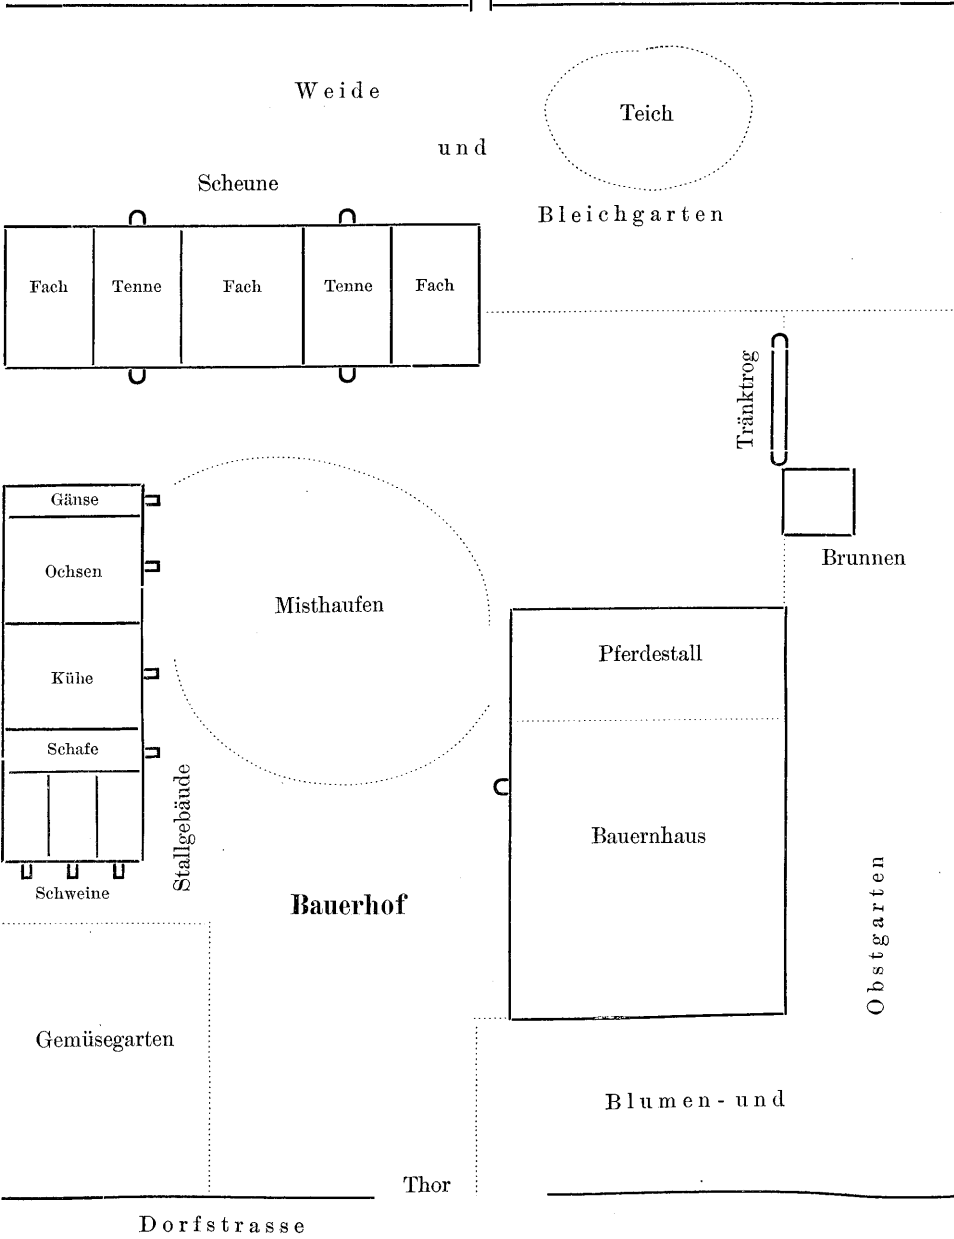 Weide
Teich
und
Scheune
Bleichgarten
Fach
Tenne
Fach
Tenne
Fach
Tränktrog
Gänse
Brunnen
Ochsen
Misthaufen
Pferdestall
Kühe
Schafe
Stallgebäude
Bauernhaus
Schweine
Bauerhof
Obstgarten
Gemüsegarten
Blumen- und
Thor
Dorfstrasse